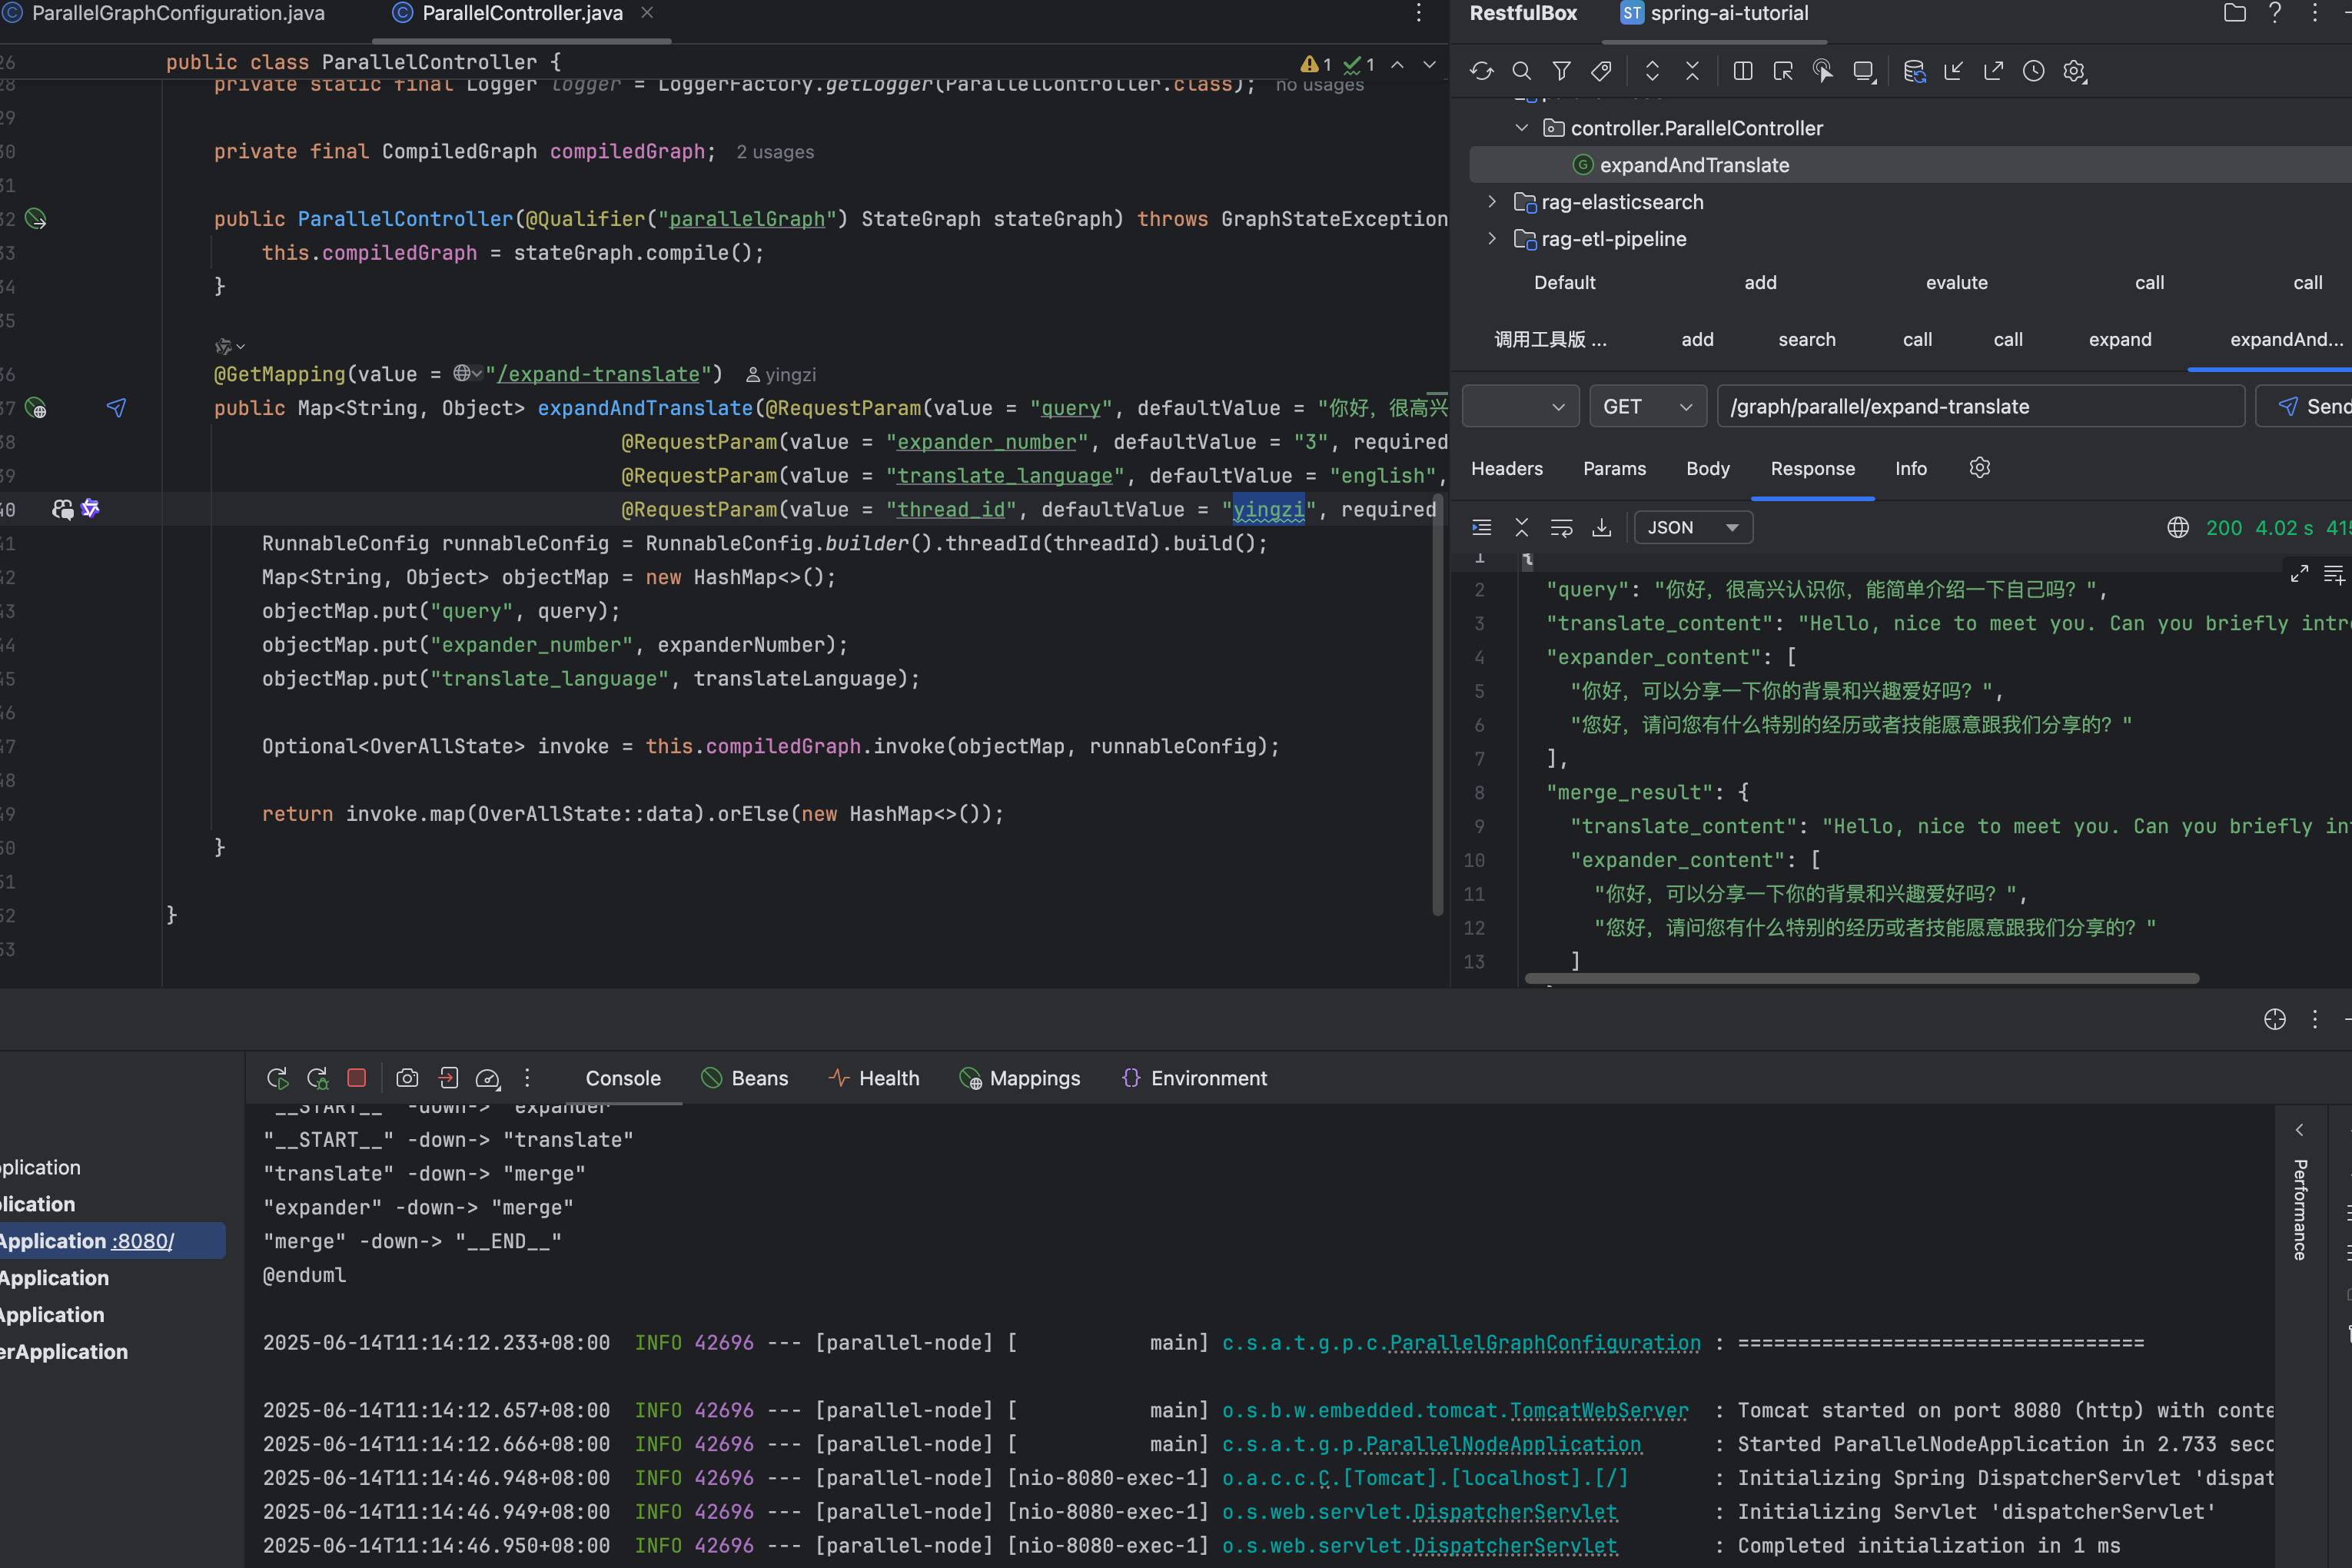 ParallelGraphConfiguration.java
ParallelController.java
26 public class ParallelController {
1 1
28 private static final Logger logger = LoggerFactory.getLogger(ParallelController.class); no usages
29
30 private final CompiledGraph compiledGraph; 2 usages
31
32 public ParallelController(@Qualifier("parallelGraph") StateGraph stateGraph) throws GraphStateException
33 this.compiledGraph = stateGraph.compile();
34 }
35
36 @GetMapping(value = "/expand-translate") yingzi
37 public Map<String, Object> expandAndTranslate(@RequestParam(value = "query", defaultValue = "你好，很高兴
38 @RequestParam(value = "expander_number", defaultValue = "3", required
39 @RequestParam(value = "translate_language", defaultValue = "english",
40 @RequestParam(value = "thread_id", defaultValue = "yingzi", required
41 RunnableConfig runnableConfig = RunnableConfig.builder().threadId(threadId).build();
42 Map<String, Object> objectMap = new HashMap<>();
43 objectMap.put("query", query);
44 objectMap.put("expander_number", expanderNumber);
45 objectMap.put("translate_language", translateLanguage);
46
47 Optional<OverAllState> invoke = this.compiledGraph.invoke(objectMap, runnableConfig);
48
49 return invoke.map(OverAllState::data).orElse(new HashMap<>());
50 }
51
52 }
53
RestfulBox ST spring-ai-tutorial
controller.ParallelController
G expandAndTranslate
rag-elasticsearch
rag-etl-pipeline
Default add evalute call call
调用工具版 ... add search call call expand expandAnd...
GET /graph/parallel/expand-translate Send
Headers Params Body Response Info
JSON 200 4.02 s 415
1 {
2 "query": "你好，很高兴认识你，能简单介绍一下自己吗？",
3 "translate_content": "Hello, nice to meet you. Can you briefly intr
4 "expander_content": [
5 "你好，可以分享一下你的背景和兴趣爱好吗？",
6 "您好，请问您有什么特别的经历或者技能愿意跟我们分享的？"
7 ],
8 "merge_result": {
9 "translate_content": "Hello, nice to meet you. Can you briefly int
10 "expander_content": [
11 "你好，可以分享一下你的背景和兴趣爱好吗？",
12 "您好，请问您有什么特别的经历或者技能愿意跟我们分享的？"
13 ]
Console Beans Health Mappings Environment
plication
lication
Application :8080/
Application
Application
erApplication
"__START__" -down-> "expander"
"__START__" -down-> "translate"
"translate" -down-> "merge"
"expander" -down-> "merge"
"merge" -down-> "__END__"
@enduml
2025-06-14T11:14:12.233+08:00 INFO 42696 --- [parallel-node] [ main] c.s.a.t.g.p.c.ParallelGraphConfiguration : ==================================
2025-06-14T11:14:12.657+08:00 INFO 42696 --- [parallel-node] [ main] o.s.b.w.embedded.tomcat.TomcatWebServer : Tomcat started on port 8080 (http) with conte
2025-06-14T11:14:12.666+08:00 INFO 42696 --- [parallel-node] [ main] c.s.a.t.g.p.ParallelNodeApplication : Started ParallelNodeApplication in 2.733 seco
2025-06-14T11:14:46.948+08:00 INFO 42696 --- [parallel-node] [nio-8080-exec-1] o.a.c.c.C.[Tomcat].[localhost].[/] : Initializing Spring DispatcherServlet 'dispat
2025-06-14T11:14:46.949+08:00 INFO 42696 --- [parallel-node] [nio-8080-exec-1] o.s.web.servlet.DispatcherServlet : Initializing Servlet 'dispatcherServlet'
2025-06-14T11:14:46.950+08:00 INFO 42696 --- [parallel-node] [nio-8080-exec-1] o.s.web.servlet.DispatcherServlet : Completed initialization in 1 ms
Performance